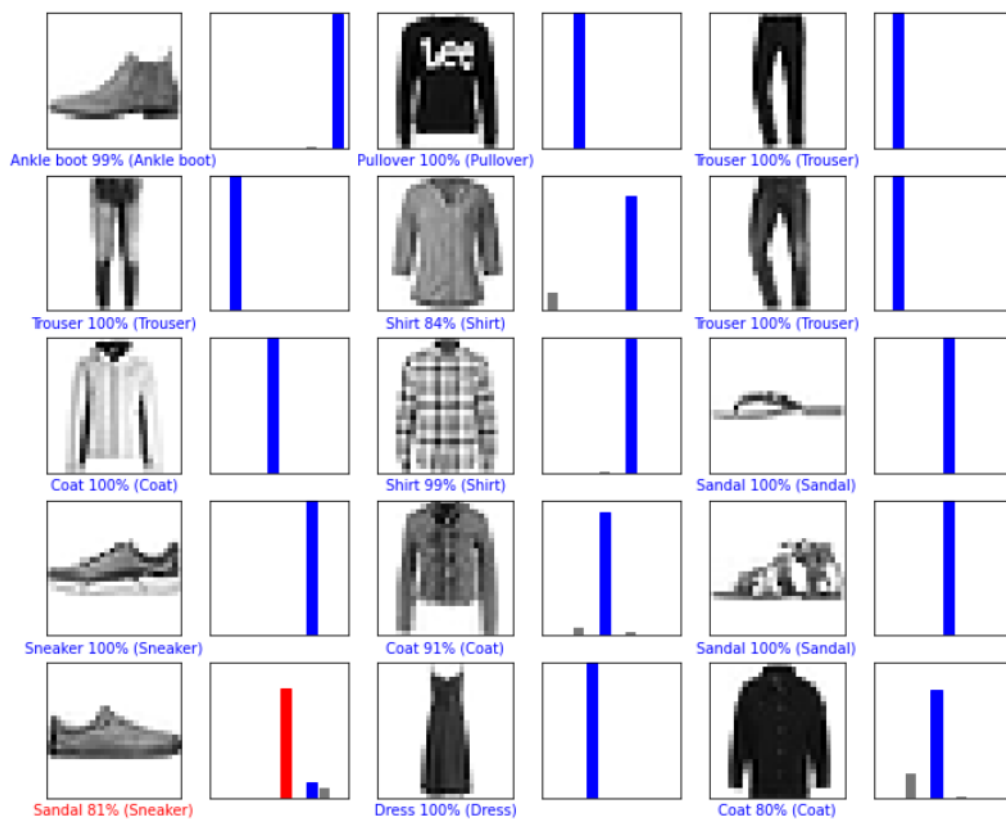 Lee
Ankle boot 99% (Ankle boot)
Pullover 100% (Pullover)
Trouser 100% (Trouser)
Trouser 100% (Trouser)
Shirt 84% (Shirt)
Trouser 100% (Trouser)
Coat 100% (Coat)
Shirt 99% (Shirt)
Sandal 100% (Sandal)
Sneaker 100% (Sneaker)
Coat 91% (Coat)
Sandal 100% (Sandal)
Sandal 81% (Sneaker)
Dress 100% (Dress)
Coat 80% (Coat)